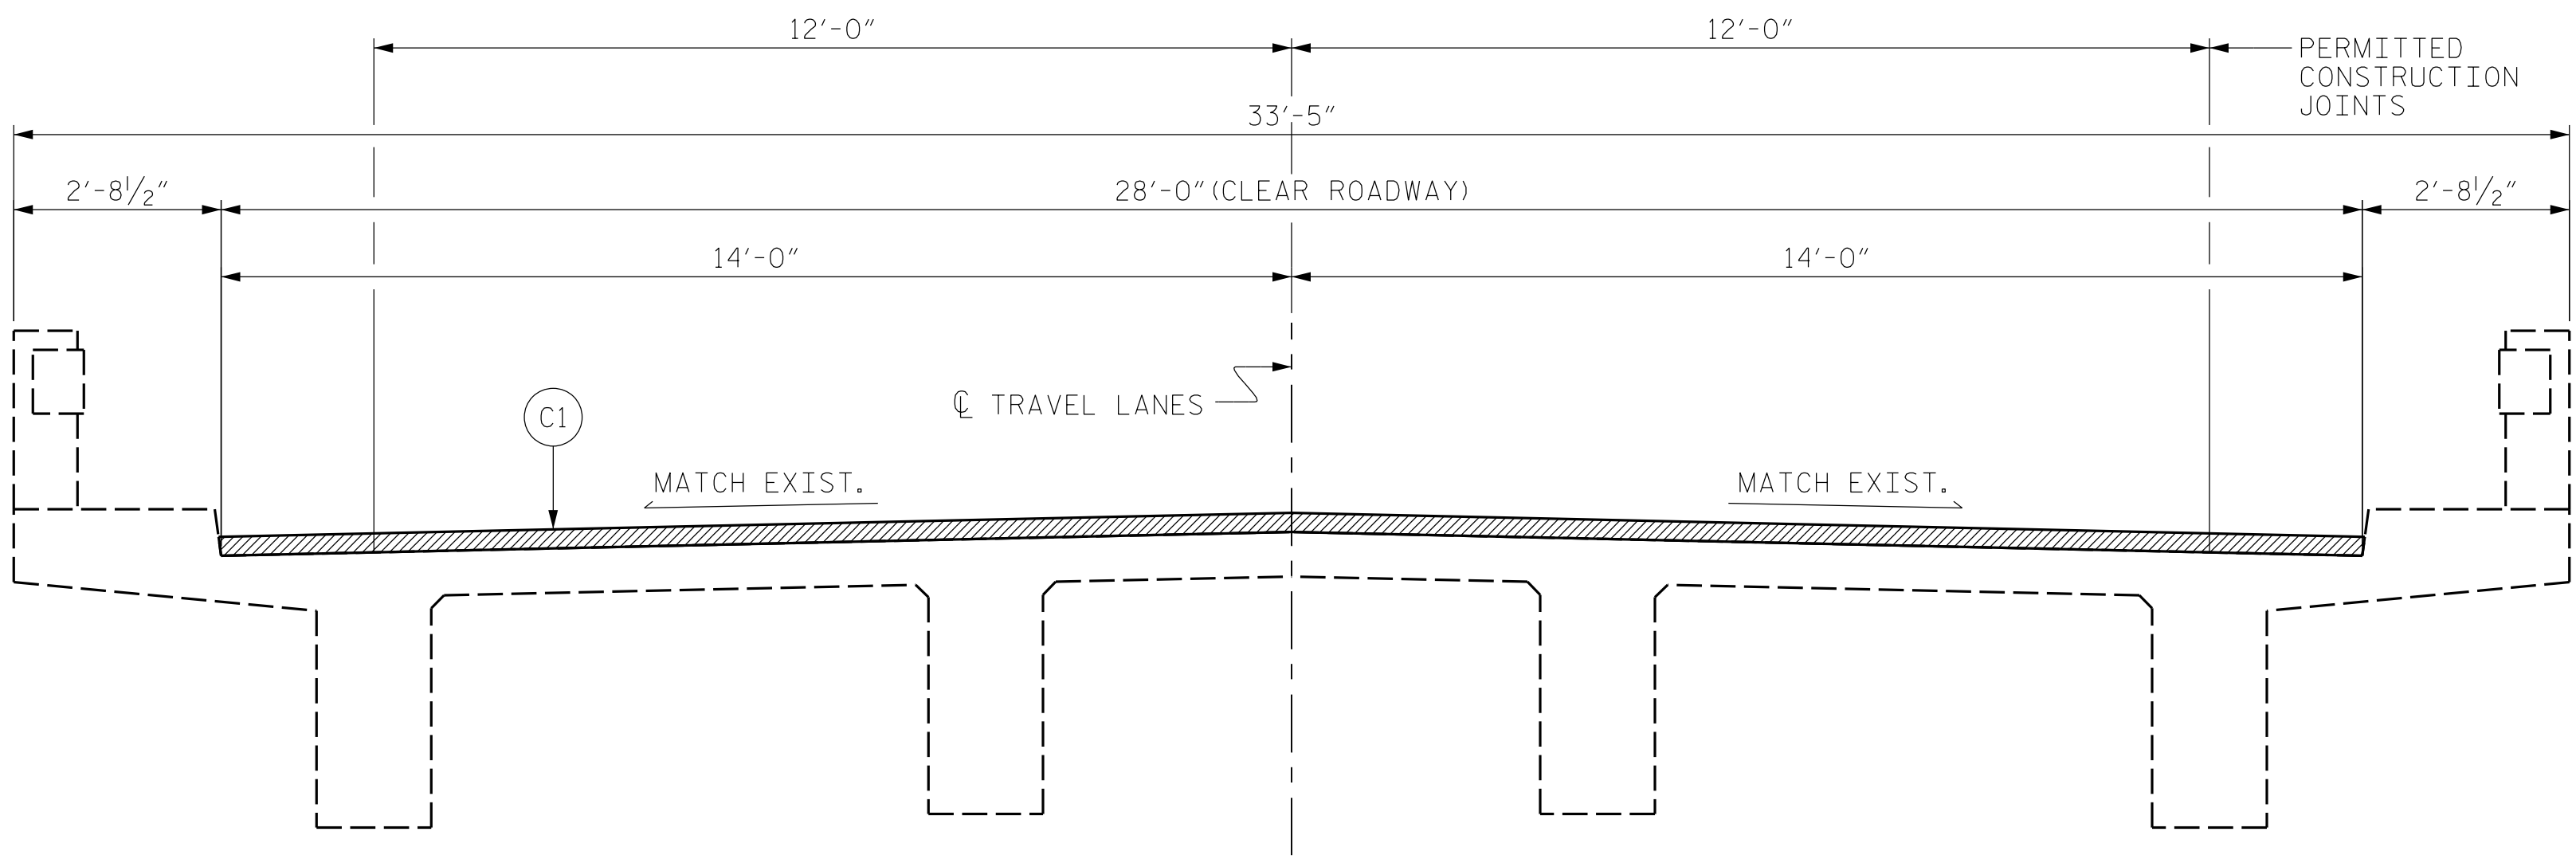 12'-0" 12'-0"
PERMITTED
CONSTRUCTION
JOINTS
33'-5"
2'-8½" 28'-0"(CLEAR ROADWAY) 2'-8½"
14'-0" 14'-0"
℄ TRAVEL LANES
C1
MATCH EXIST. MATCH EXIST.